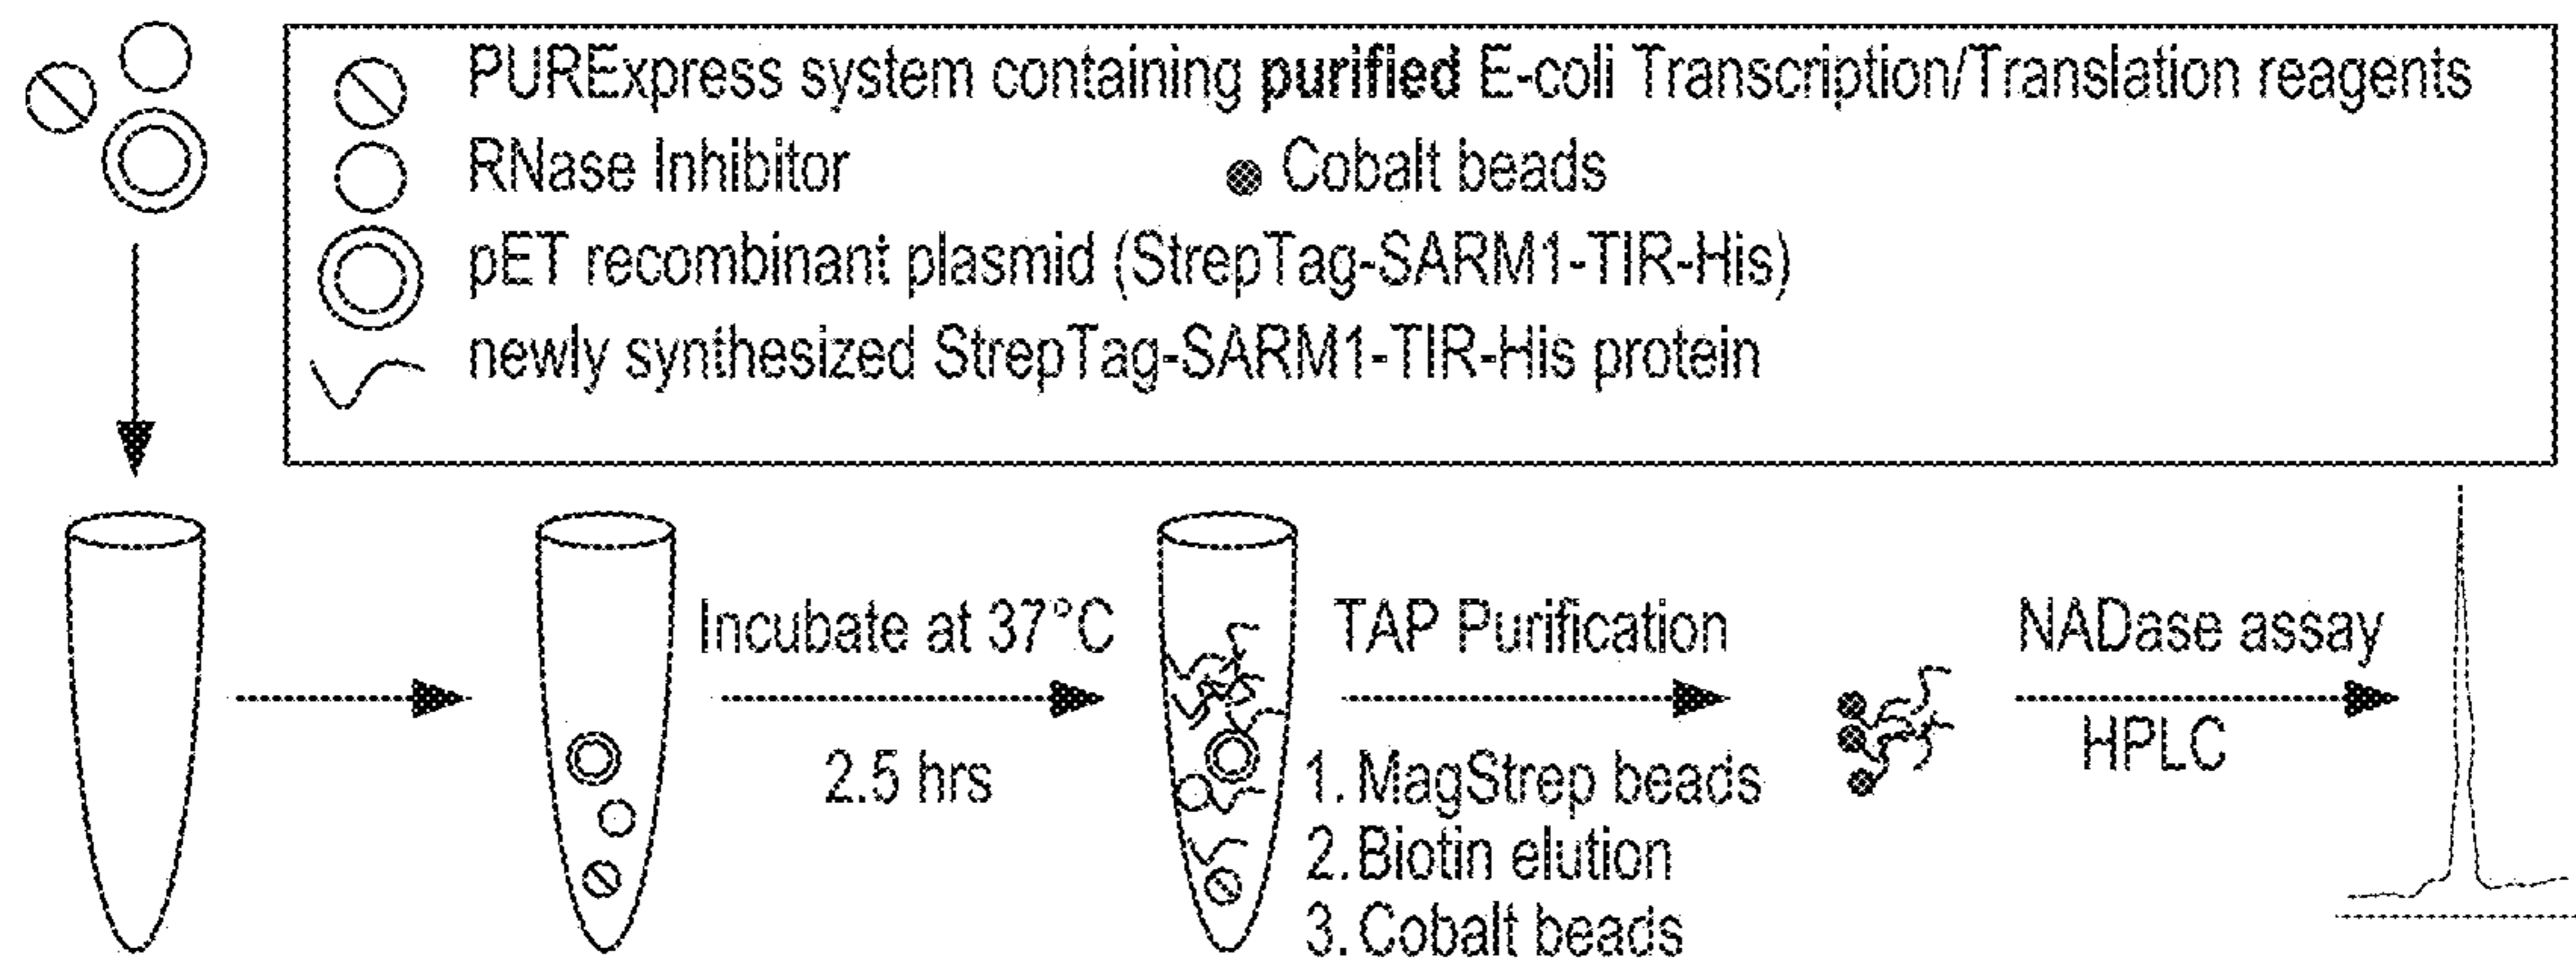 PURExpress system containing purified E-coli Transcription/Translation reagents
RNase Inhibitor
Cobalt beads
pET recombinant plasmid (StrepTag-SARM1-TIR-His)
newly synthesized StrepTag-SARM1-TIR-His protein
Incubate at 37°C
2.5 hrs
TAP Purification
1. MagStrep beads
2. Biotin elution
3. Cobalt beads
NADase assay
HPLC